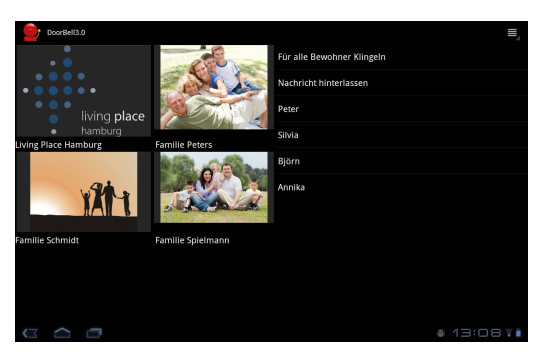 DoorBell3.0
living place
hamburg
Living Place Hamburg
Familie Peters
Familie Schmidt
Familie Spielmann
Für alle Bewohner Klingeln
Nachricht hinterlassen
Peter
Silvia
Björn
Annika
13:08